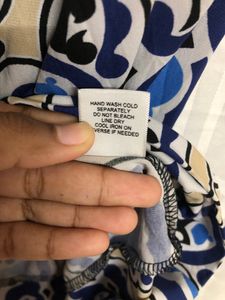 HAND WASH COLD
SEPARATELY
DO NOT BLEACH
LINE DRY
COOL IRON ON
REVERSE IF NEEDED